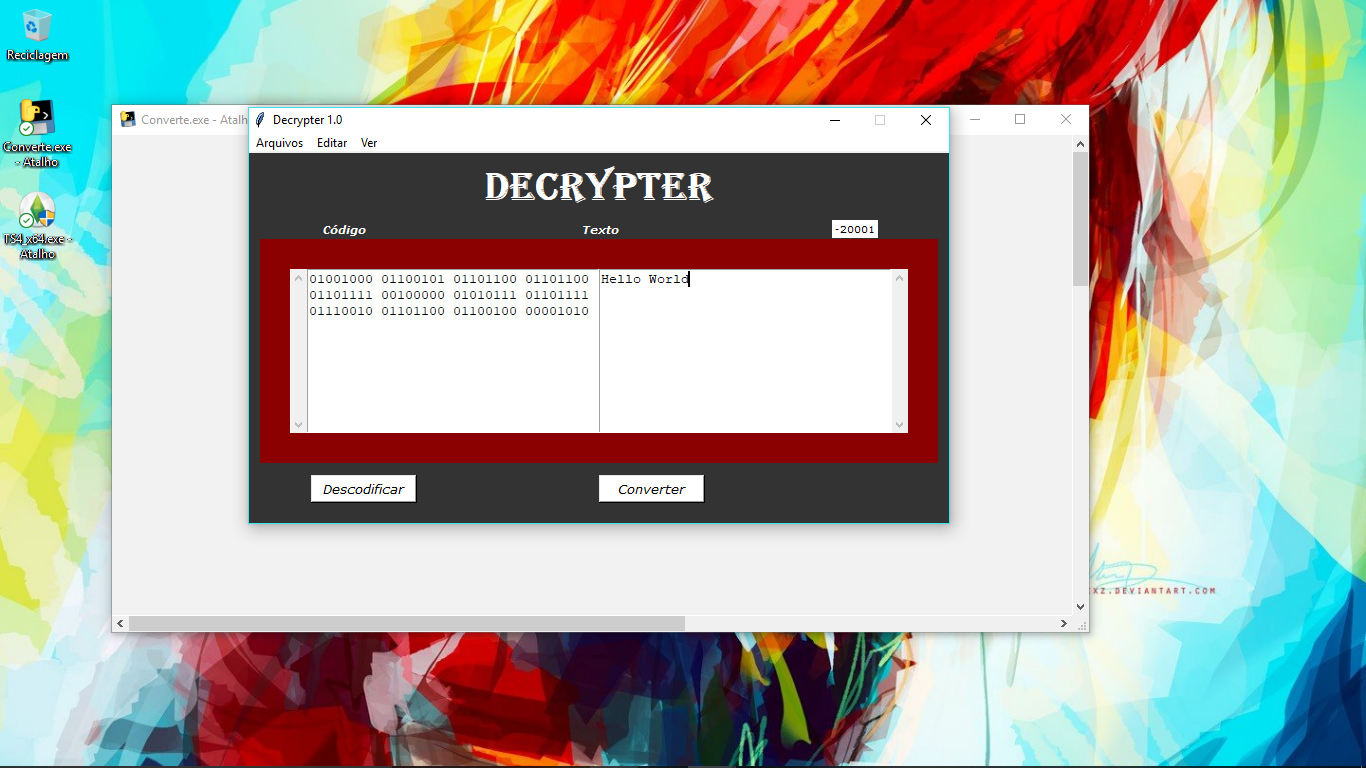 Reciclagem
Converte.exe
- Atalho
TS4_x64.exe -
Atalho
Converte.exe - Atalh
Decrypter 1.0
Arquivos Editar Ver
DECRYPTER
Código Texto -20001
01001000 01100101 01101100 01101100
01101111 00100000 01010111 01101111
01110010 01101100 01100100 00001010
Hello World
Descodificar Converter
XZ.DEVIANTART.COM